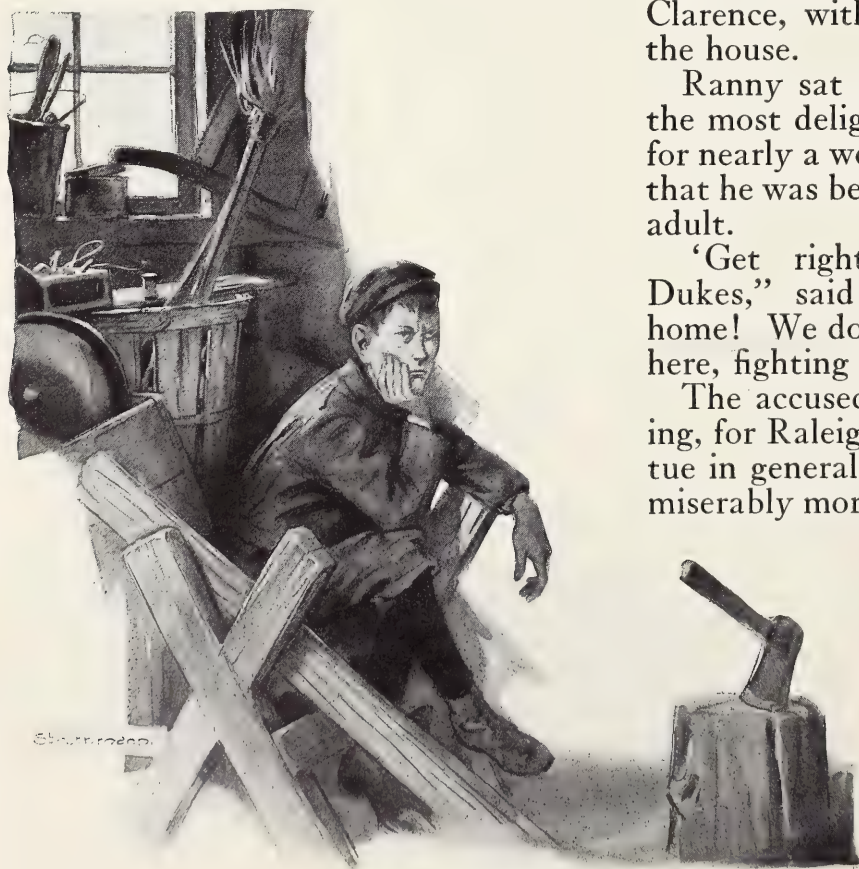 Clarence, with
the house.
Ranny sat
the most delig
for nearly a we
that he was be
adult.
‘Get right
Dukes,” said
home! We do
here, fighting
The accused
ing, for Raleig
tue in general
miserably mor